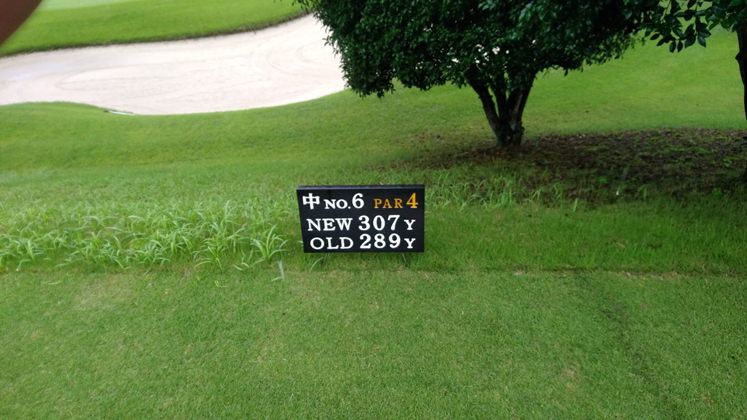 中 NO.6 PAR 4
NEW 307 Y
OLD 289 Y